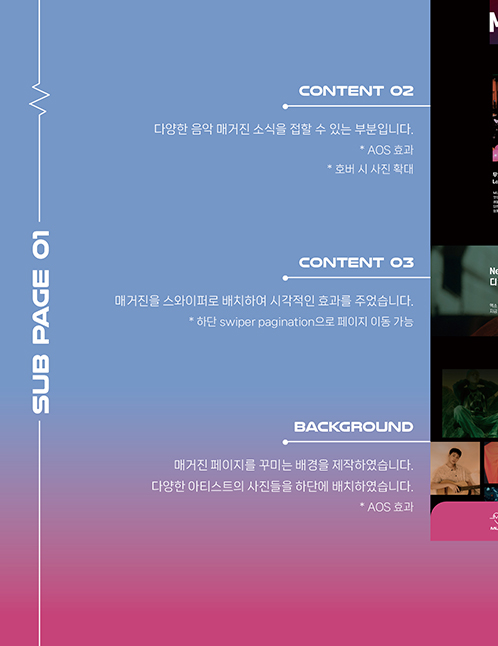 SUB PAGE 01
CONTENT 02
다양한 음악 매거진 소식을 접할 수 있는 부분입니다.
* AOS 효과
* 호버 시 사진 확대
CONTENT 03
매거진을 스와이퍼로 배치하여 시각적인 효과를 주었습니다.
* 하단 swiper pagination으로 페이지 이동 가능
BACKGROUND
매거진 페이지를 꾸미는 배경을 제작하였습니다.
다양한 아티스트의 사진들을 하단에 배치하였습니다.
* AOS 효과